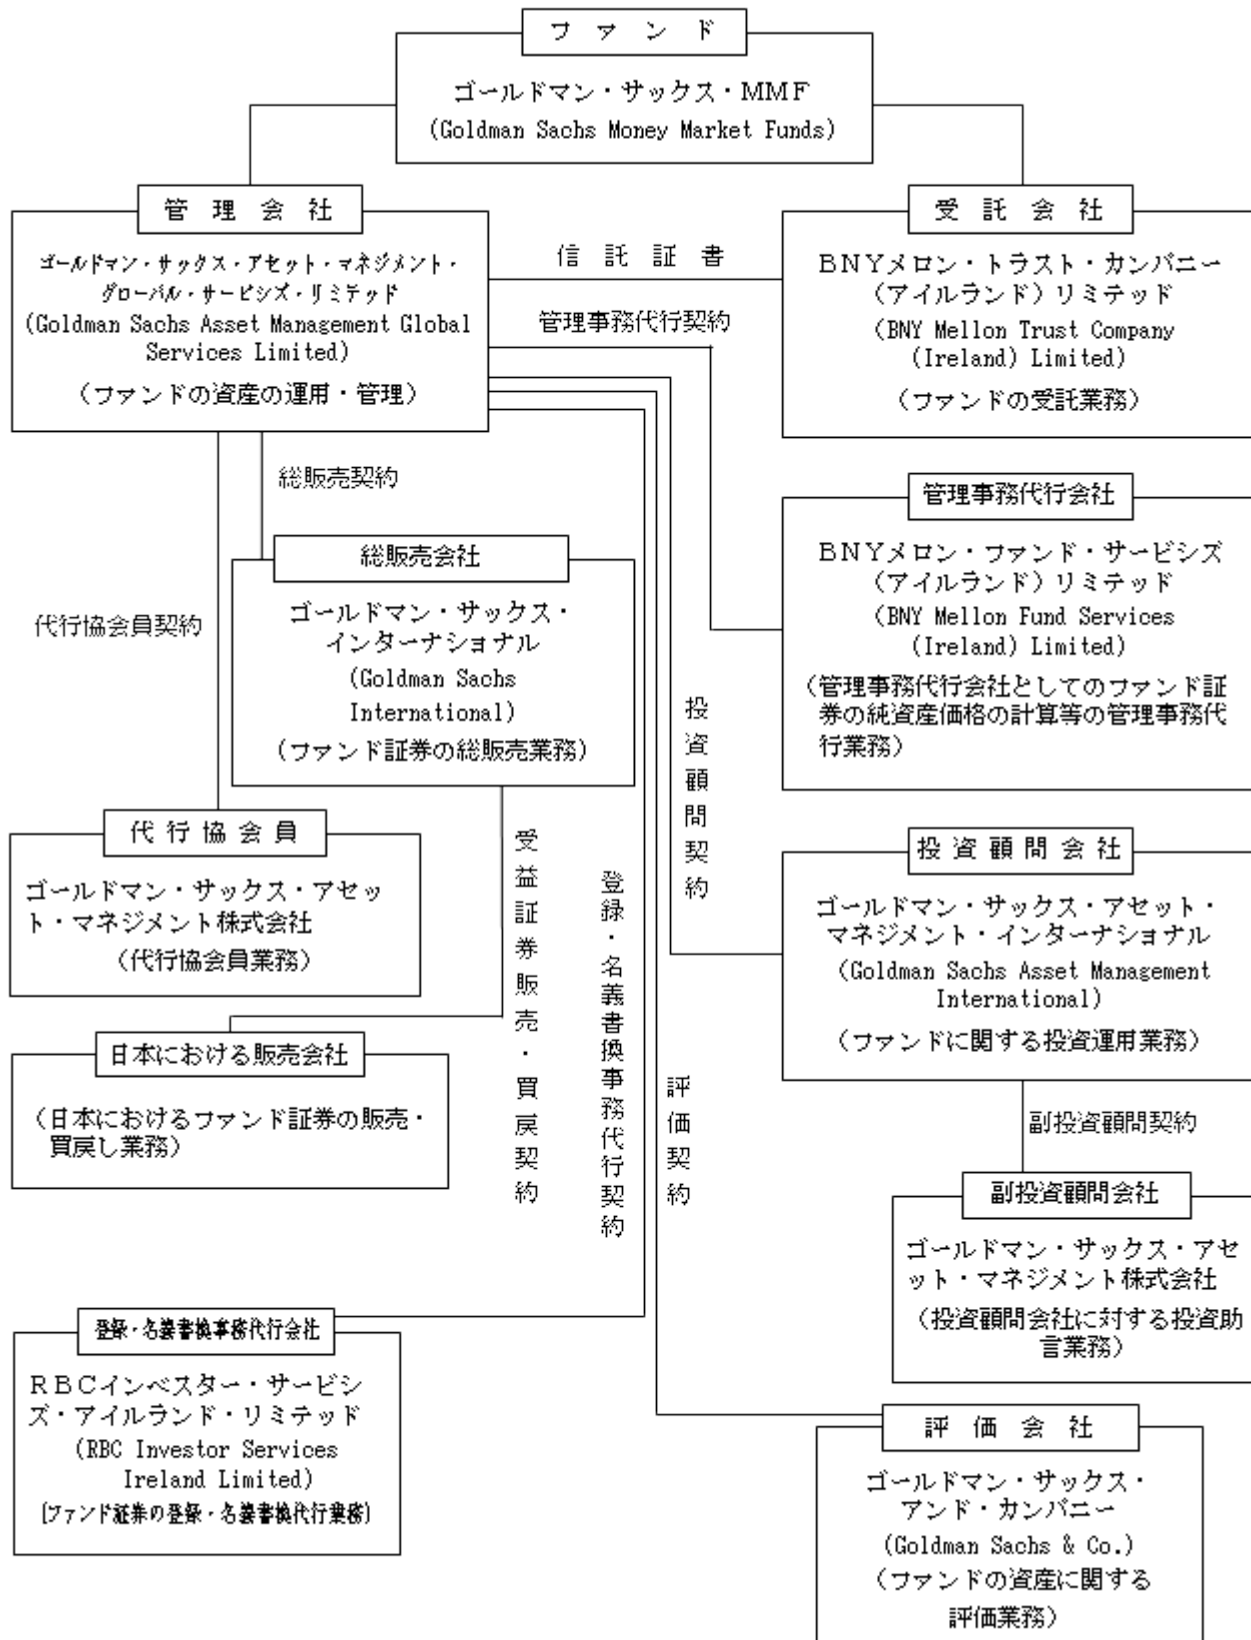 ファンド
ゴールドマン・サックス・ＭＭＦ
(Goldman Sachs Money Market Funds)
管理会社
ゴールドマン・サックス・アセット・マネジメント・
グローバル・サービシズ・リミテッド
(Goldman Sachs Asset Management Global
Services Limited)
（ファンドの資産の運用・管理）
受託会社
ＢＮＹメロン・トラスト・カンパニー
（アイルランド）リミテッド
(BNY Mellon Trust Company
(Ireland) Limited)
（ファンドの受託業務）
信託証書
管理事務代行契約
総販売契約
代行協会員契約
管理事務代行会社
ＢＮＹメロン・ファンド・サービシズ
（アイルランド）リミテッド
(BNY Mellon Fund Services
(Ireland) Limited)
（管理事務代行会社としてのファンド証
券の純資産価格の計算等の管理事務代
行業務）
総販売会社
ゴールドマン・サックス・
インターナショナル
(Goldman Sachs
International)
（ファンド証券の総販売業務）
投資顧問契約
代行協会員
ゴールドマン・サックス・アセッ
ト・マネジメント株式会社
（代行協会員業務）
受益証券販売・買戻契約
登録・名義書換事務代行契約
評価契約
投資顧問会社
ゴールドマン・サックス・アセット・
マネジメント・インターナショナル
(Goldman Sachs Asset Management
International)
（ファンドに関する投資運用業務）
日本における販売会社
（日本におけるファンド証券の販売・
買戻し業務）
副投資顧問契約
副投資顧問会社
ゴールドマン・サックス・アセ
ット・マネジメント株式会社
（投資顧問会社に対する投資助
言業務）
登録・名義書換事務代行会社
ＲＢＣインベスター・サービシ
ズ・アイルランド・リミテッド
(RBC Investor Services
Ireland Limited)
(ファンド証券の登録・名義書換代行業務)
評価会社
ゴールドマン・サックス・
アンド・カンパニー
(Goldman Sachs & Co.)
（ファンドの資産に関する
評価業務）